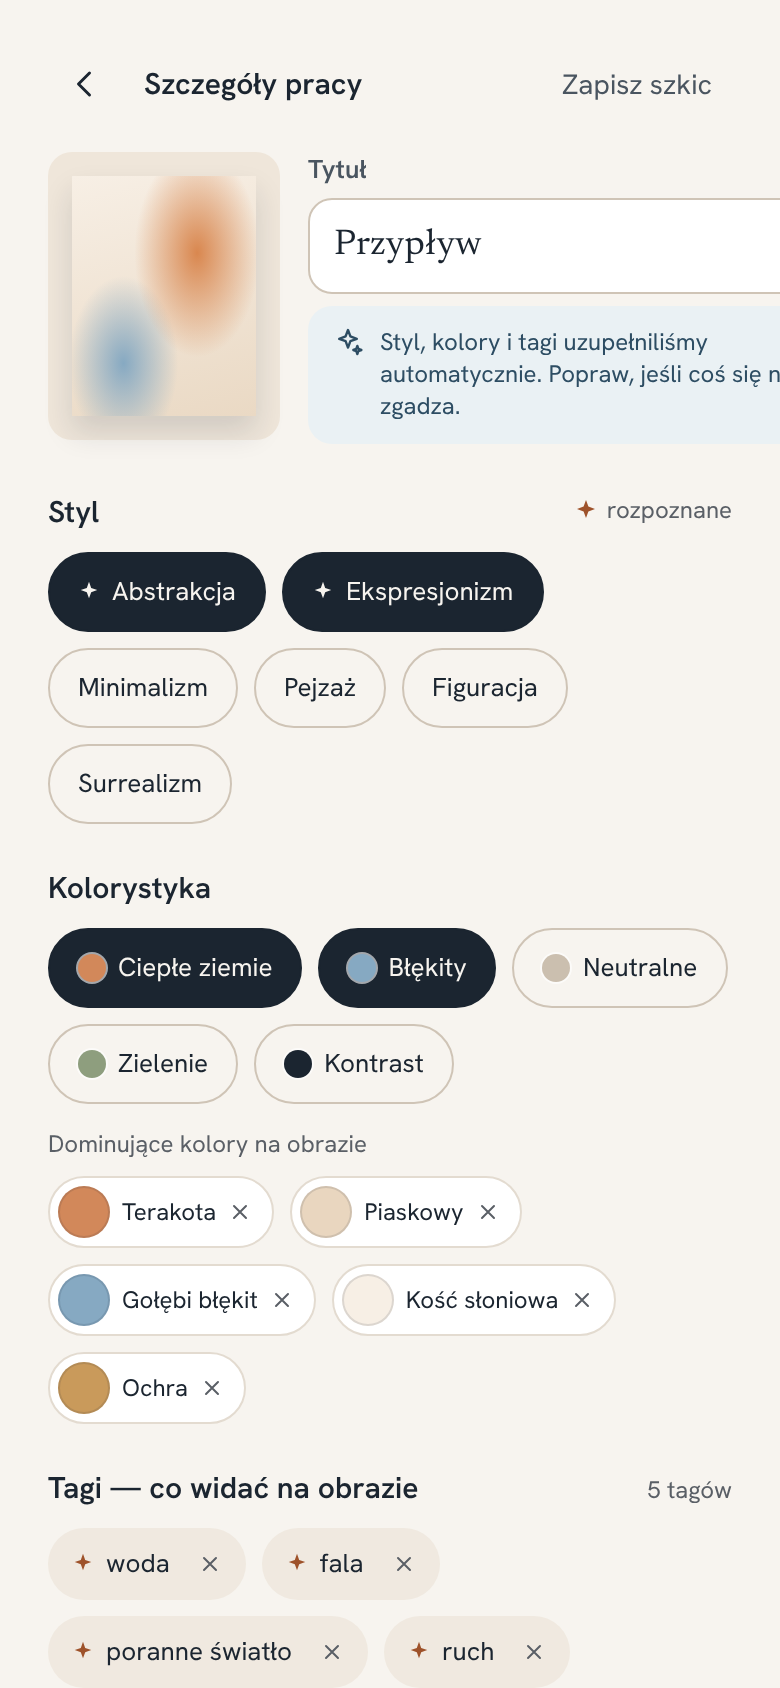 Szczegóły pracy
Zapisz szkic
Tytuł
Przypływ
Styl, kolory i tagi uzupełniliśmy
automatycznie. Popraw, jeśli coś się n
zgadza.
Styl
rozpoznane
Abstrakcja
Ekspresjonizm
Minimalizm
Pejzaż
Figuracja
Surrealizm
Kolorystyka
Ciepłe ziemie
Błękity
Neutralne
Zielenie
Kontrast
Dominujące kolory na obrazie
Terakota
Piaskowy
Gołębi błękit
Kość słoniowa
Ochra
Tagi — co widać na obrazie
5 tagów
woda
fala
poranne światło
ruch